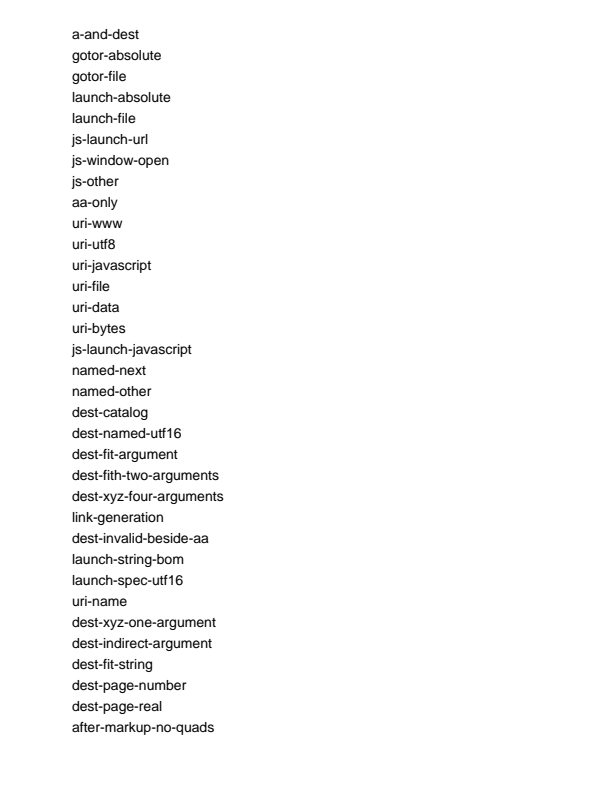 a-and-dest
gotor-absolute
gotor-file
launch-absolute
launch-file
js-launch-url
js-window-open
js-other
aa-only
uri-www
uri-utf8
uri-javascript
uri-file
uri-data
uri-bytes
js-launch-javascript
named-next
named-other
dest-catalog
dest-named-utf16
dest-fit-argument
dest-fith-two-arguments
dest-xyz-four-arguments
link-generation
dest-invalid-beside-aa
launch-string-bom
launch-spec-utf16
uri-name
dest-xyz-one-argument
dest-indirect-argument
dest-fit-string
dest-page-number
dest-page-real
after-markup-no-quads